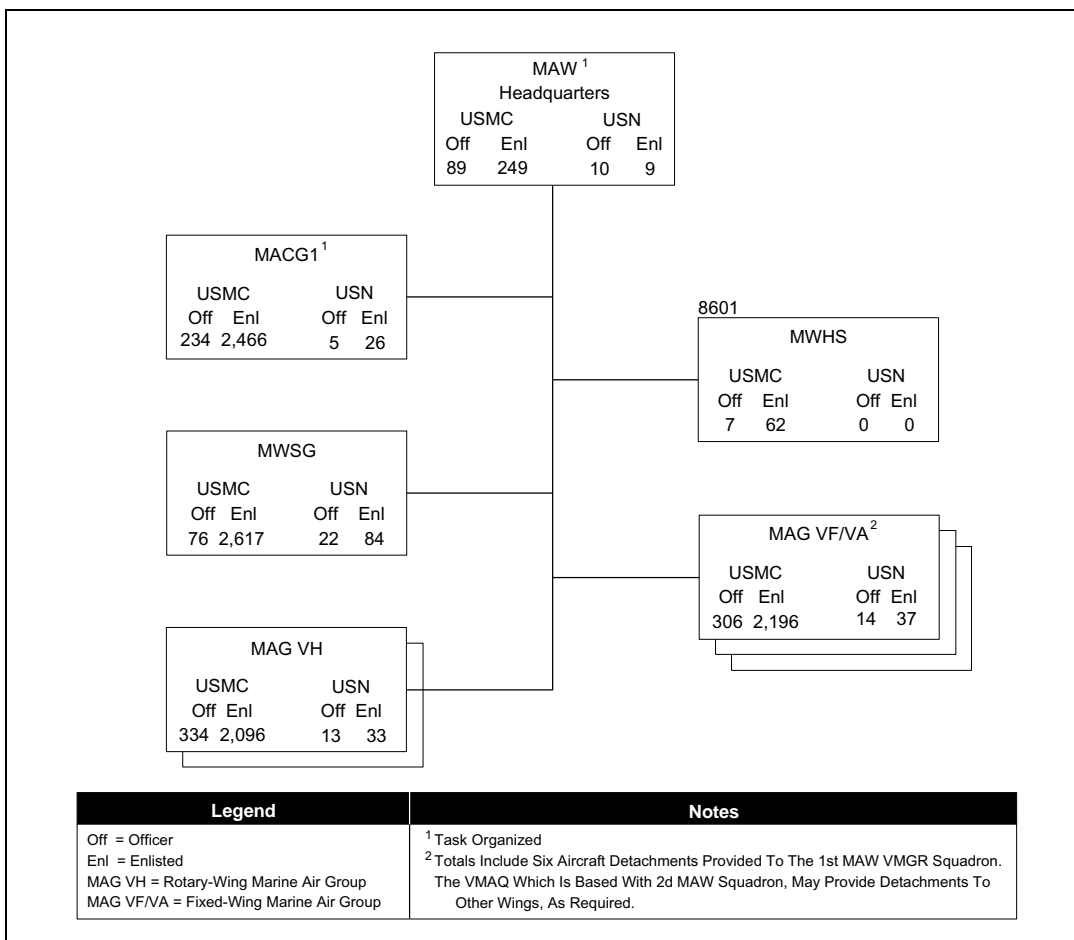 MAW 1
Headquarters
USMC USN
Off Enl Off Enl
89 249 10 9
MACG1 1
USMC USN
Off Enl Off Enl
234 2,466 5 26
8601
MWHS
USMC USN
Off Enl Off Enl
7 62 0 0
MWSG
USMC USN
Off Enl Off Enl
76 2,617 22 84
MAG VF/VA 2
USMC USN
Off Enl Off Enl
306 2,196 14 37
MAG VH
USMC USN
Off Enl Off Enl
334 2,096 13 33
Legend
Off = Officer
Enl = Enlisted
MAG VH = Rotary-Wing Marine Air Group
MAG VF/VA = Fixed-Wing Marine Air Group
Notes
1 Task Organized
2 Totals Include Six Aircraft Detachments Provided To The 1st MAW VMGR Squadron.
The VMAQ Which Is Based With 2d MAW Squadron, May Provide Detachments To
Other Wings, As Required.